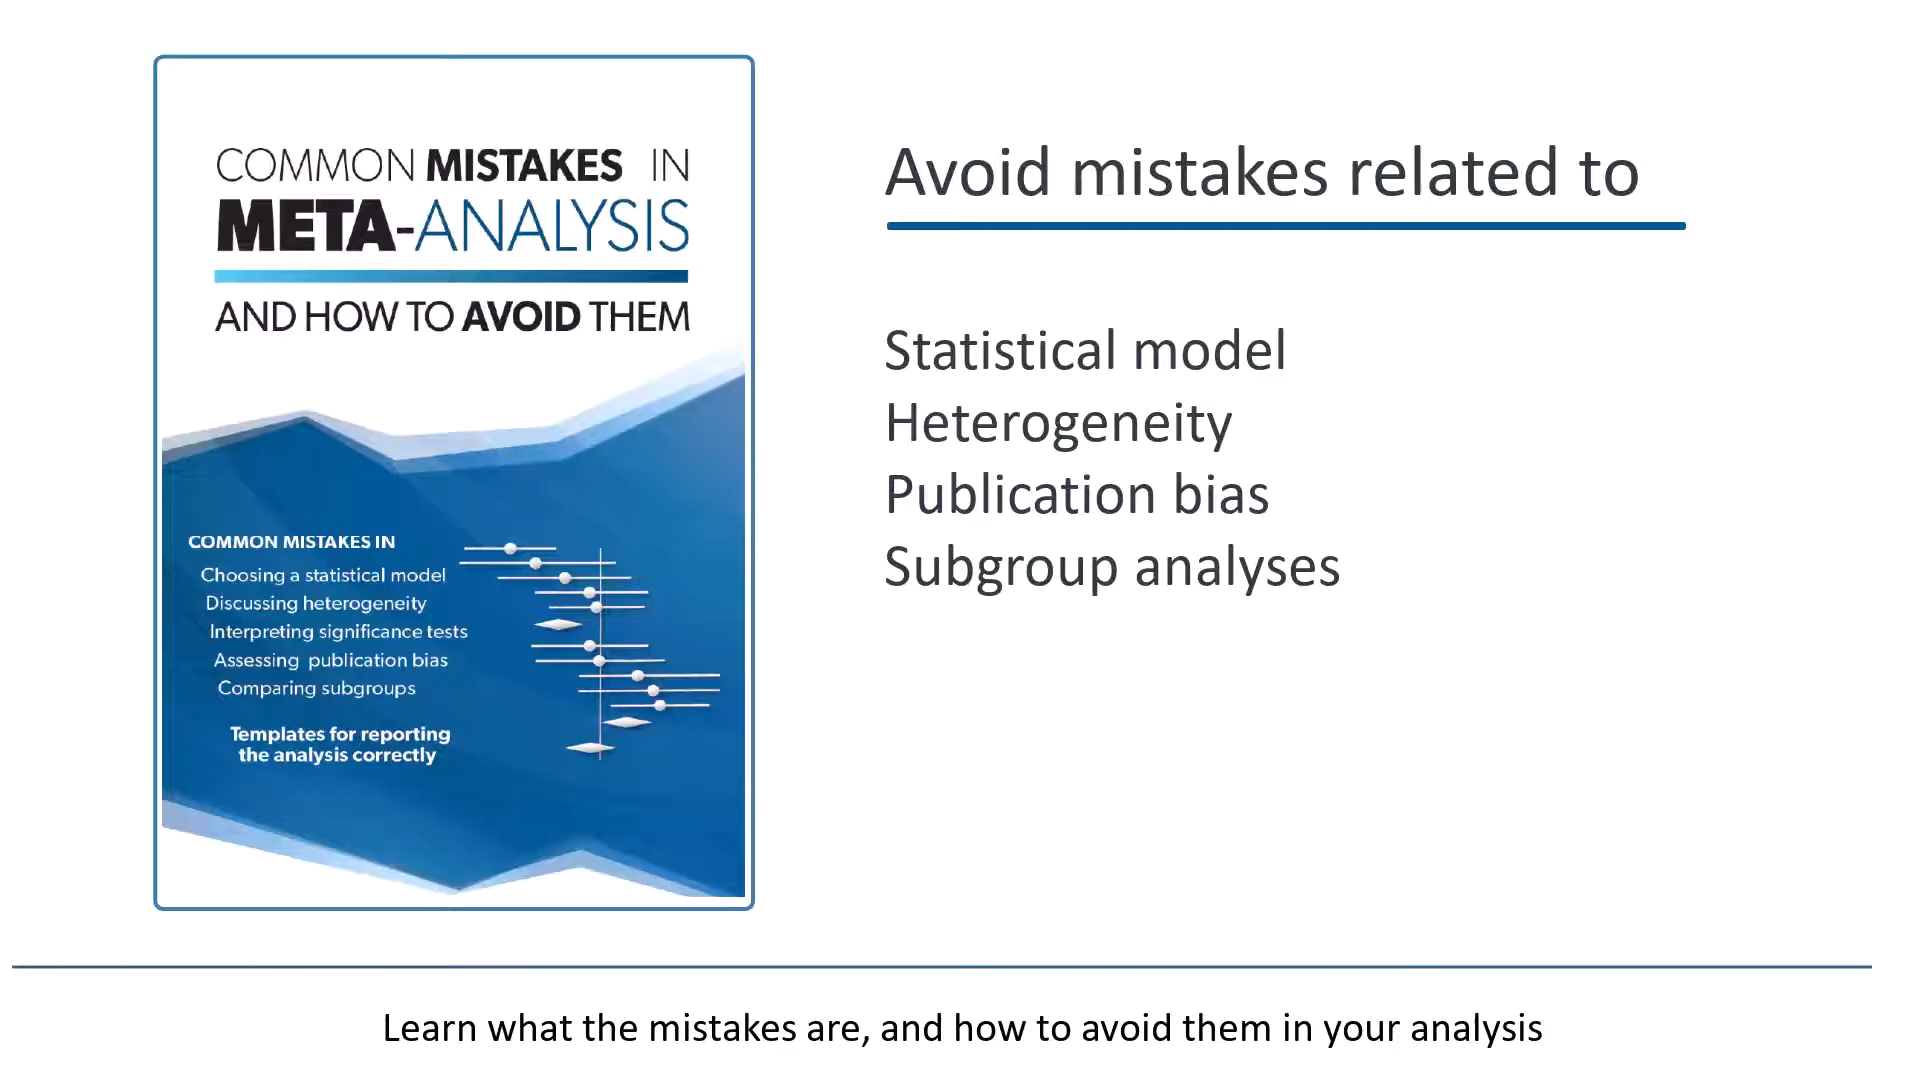 COMMON MISTAKES IN
META-ANALYSIS
AND HOW TO AVOID THEM
COMMON MISTAKES IN
Choosing a statistical model
Discussing heterogeneity
Interpreting significance tests
Assessing publication bias
Comparing subgroups
Templates for reporting
the analysis correctly
Avoid mistakes related to
Statistical model
Heterogeneity
Publication bias
Subgroup analyses
Learn what the mistakes are, and how to avoid them in your analysis